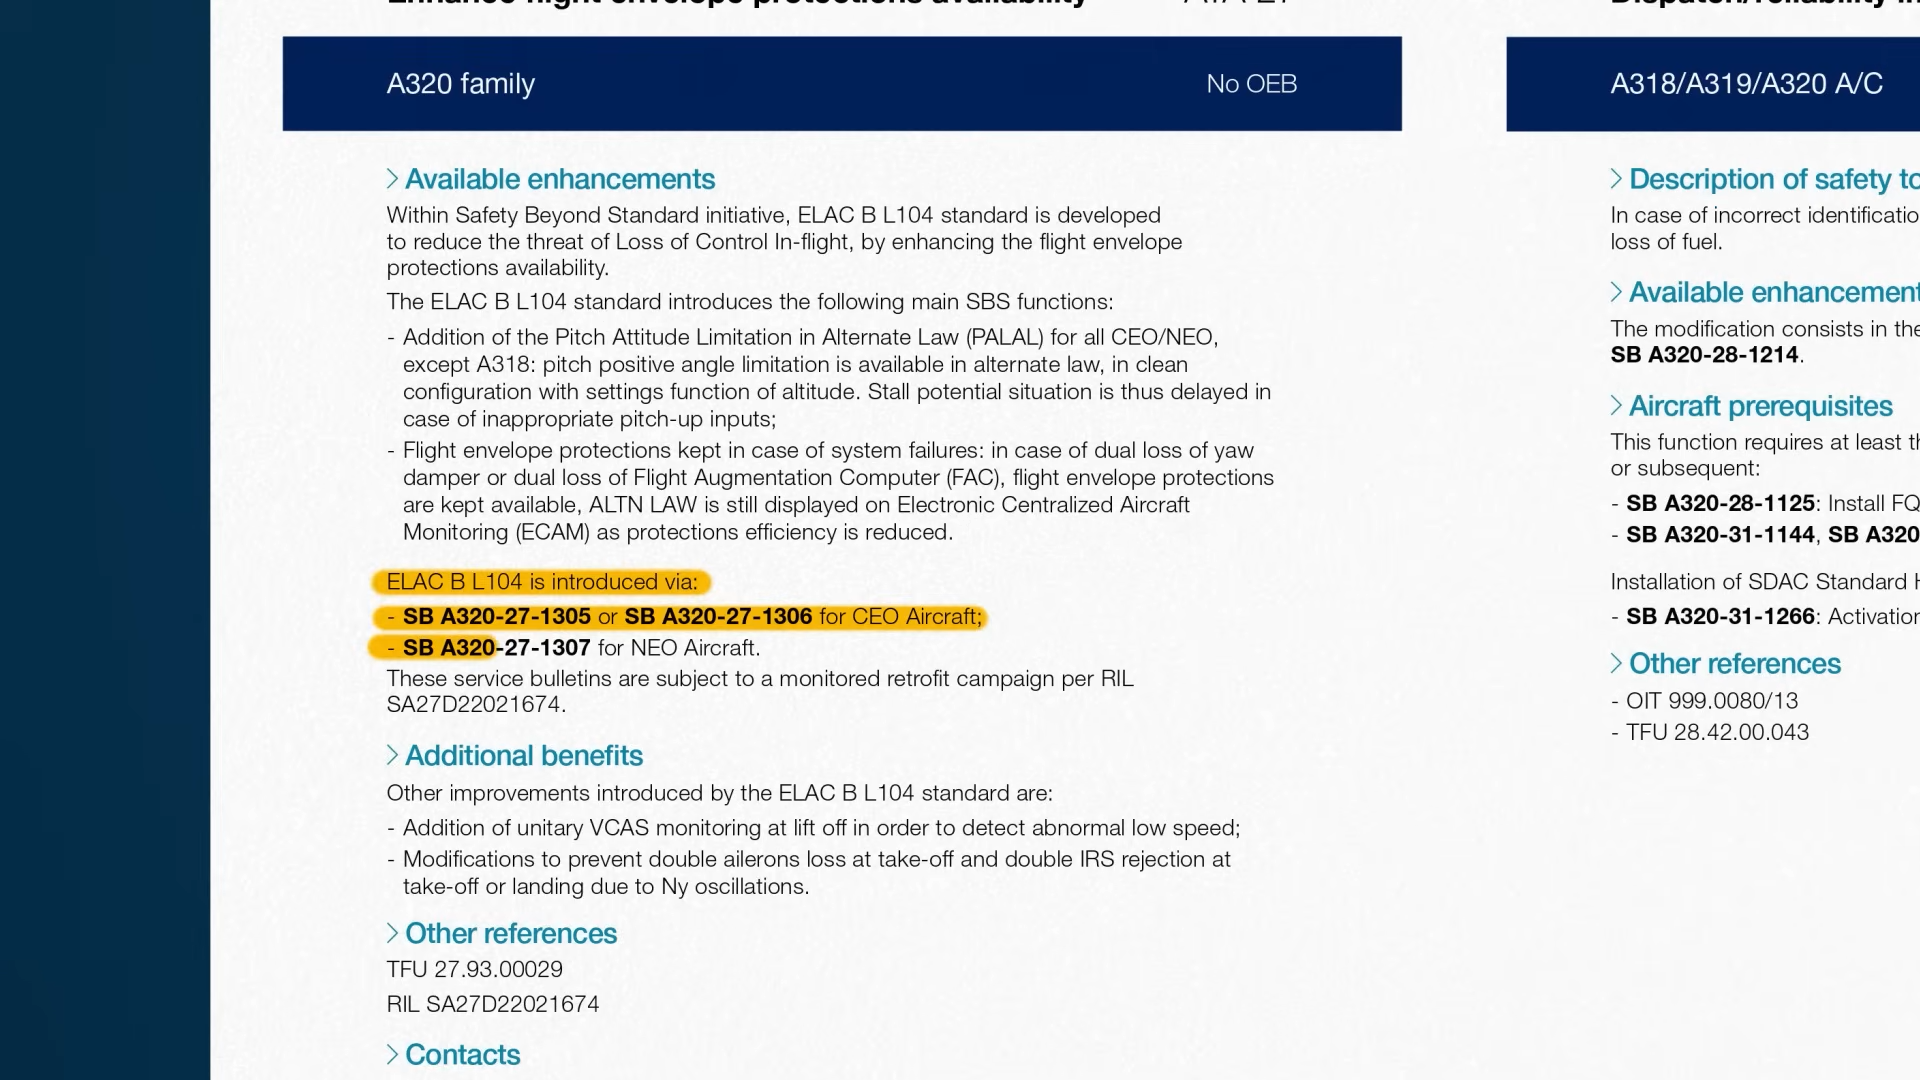 Enhance flight envelope protections availability
ATA 27
A320 family
No OEB
> Available enhancements
Within Safety Beyond Standard initiative, ELAC B L104 standard is developed
to reduce the threat of Loss of Control In-flight, by enhancing the flight envelope
protections availability.
The ELAC B L104 standard introduces the following main SBS functions:
- Addition of the Pitch Attitude Limitation in Alternate Law (PALAL) for all CEO/NEO,
except A318: pitch positive angle limitation is available in alternate law, in clean
configuration with settings function of altitude. Stall potential situation is thus delayed in
case of inappropriate pitch-up inputs;
- Flight envelope protections kept in case of system failures: in case of dual loss of yaw
damper or dual loss of Flight Augmentation Computer (FAC), flight envelope protections
are kept available, ALTN LAW is still displayed on Electronic Centralized Aircraft
Monitoring (ECAM) as protections efficiency is reduced.
ELAC B L104 is introduced via:
- SB A320-27-1305 or SB A320-27-1306 for CEO Aircraft;
- SB A320-27-1307 for NEO Aircraft.
These service bulletins are subject to a monitored retrofit campaign per RIL
SA27D22021674.
> Additional benefits
Other improvements introduced by the ELAC B L104 standard are:
- Addition of unitary VCAS monitoring at lift off in order to detect abnormal low speed;
- Modifications to prevent double ailerons loss at take-off and double IRS rejection at
take-off or landing due to Ny oscillations.
> Other references
TFU 27.93.00029
RIL SA27D22021674
> Contacts
Dispatch/reliability
A318/A319/A320 A/C
> Description of safety to
In case of incorrect identificatio
loss of fuel.
> Available enhancement
The modification consists in the
SB A320-28-1214.
> Aircraft prerequisites
This function requires at least th
or subsequent:
- SB A320-28-1125: Install FQ
- SB A320-31-1144, SB A320
Installation of SDAC Standard H
- SB A320-31-1266: Activation
> Other references
- OIT 999.0080/13
- TFU 28.42.00.043